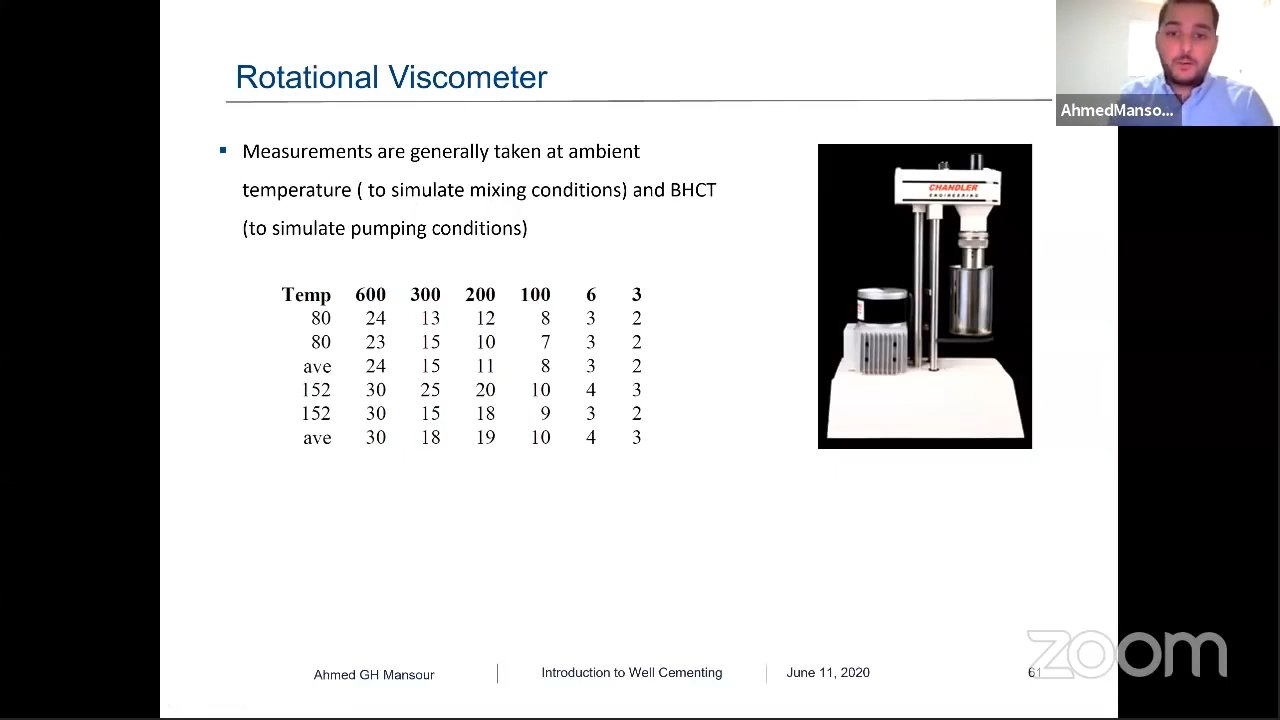 Rotational Viscometer
AhmedManso...
▪ Measurements are generally taken at ambient
temperature ( to simulate mixing conditions) and BHCT
(to simulate pumping conditions)
CHANDLER
ENGINEERING
Temp 600 300 200 100 6 3
80 24 13 12 8 3 2
80 23 15 10 7 3 2
ave 24 15 11 8 3 2
152 30 25 20 10 4 3
152 30 15 18 9 3 2
ave 30 18 19 10 4 3
Ahmed GH Mansour
Introduction to Well Cementing
June 11, 2020
61
zoom